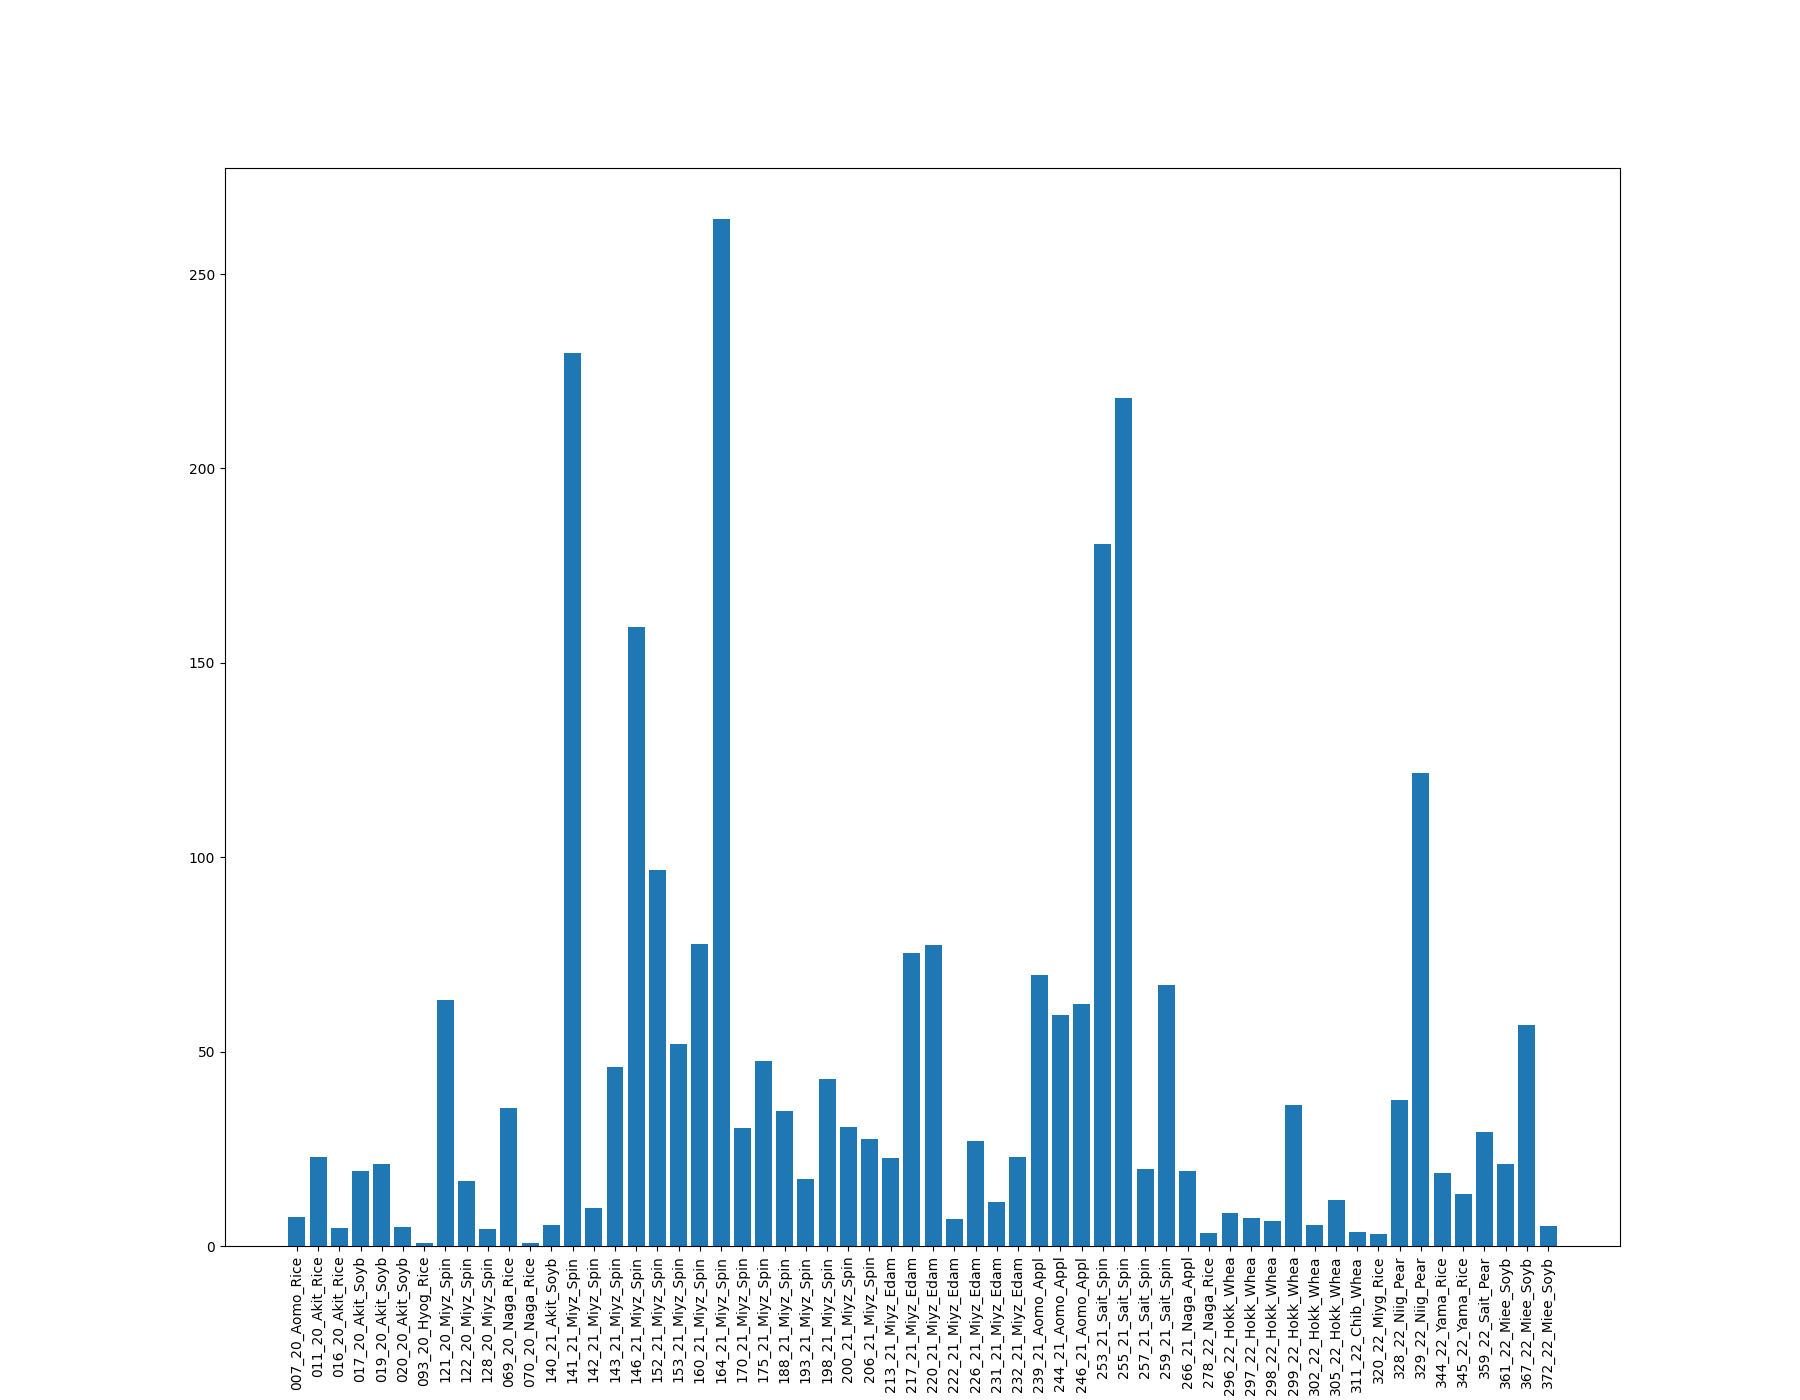 250
200
150
100
50
0
007_20_Aomo_Rice
011_20_Akit_Rice
016_20_Akit_Rice
017_20_Akit_Soyb
019_20_Akit_Soyb
020_20_Akit_Soyb
093_20_Hyog_Rice
121_20_Miyz_Spin
122_20_Miyz_Spin
128_20_Miyz_Spin
069_20_Naga_Rice
070_20_Naga_Rice
140_21_Akit_Soyb
141_21_Miyz_Spin
142_21_Miyz_Spin
143_21_Miyz_Spin
146_21_Miyz_Spin
152_21_Miyz_Spin
153_21_Miyz_Spin
160_21_Miyz_Spin
164_21_Miyz_Spin
170_21_Miyz_Spin
175_21_Miyz_Spin
188_21_Miyz_Spin
193_21_Miyz_Spin
198_21_Miyz_Spin
200_21_Miyz_Spin
206_21_Miyz_Spin
213_21_Miyz_Edam
217_21_Miyz_Edam
220_21_Miyz_Edam
222_21_Miyz_Edam
226_21_Miyz_Edam
231_21_Miyz_Edam
232_21_Miyz_Edam
239_21_Aomo_Appl
244_21_Aomo_Appl
246_21_Aomo_Appl
253_21_Sait_Spin
255_21_Sait_Spin
257_21_Sait_Spin
259_21_Sait_Spin
266_21_Naga_Appl
278_22_Naga_Rice
296_22_Hokk_Whea
297_22_Hokk_Whea
298_22_Hokk_Whea
299_22_Hokk_Whea
302_22_Hokk_Whea
305_22_Hokk_Whea
311_22_Chib_Whea
320_22_Miyg_Rice
328_22_Niig_Pear
329_22_Niig_Pear
344_22_Yama_Rice
345_22_Yama_Rice
359_22_Sait_Pear
361_22_Miee_Soyb
367_22_Miee_Soyb
372_22_Miee_Soyb